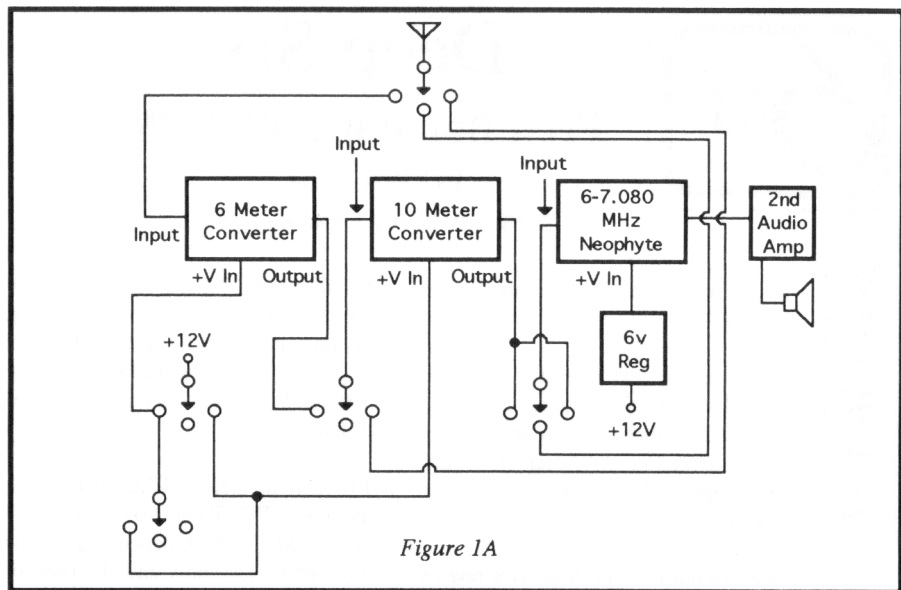 Input
Input
6 Meter
Converter
10 Meter
Converter
6-7.080
MHz
Neophyte
2nd
Audio
Amp
Input
+V In
Output
+V In
Output
+V In
+12V
6v
Reg
+12V
Figure 1A